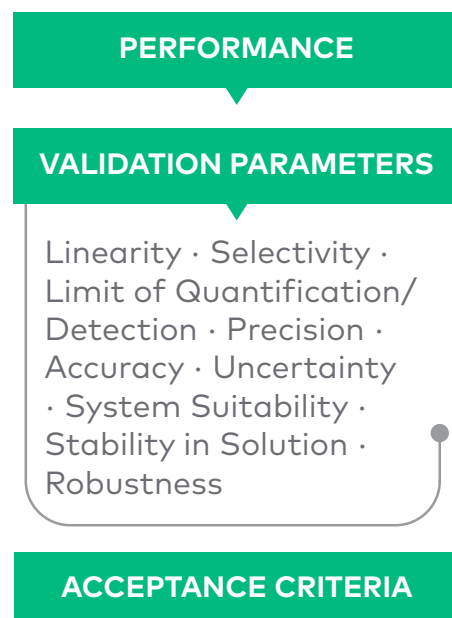 PERFORMANCE
VALIDATION PARAMETERS
Linearity · Selectivity ·
Limit of Quantification/
Detection · Precision ·
Accuracy · Uncertainty
· System Suitability ·
Stability in Solution ·
Robustness
ACCEPTANCE CRITERIA